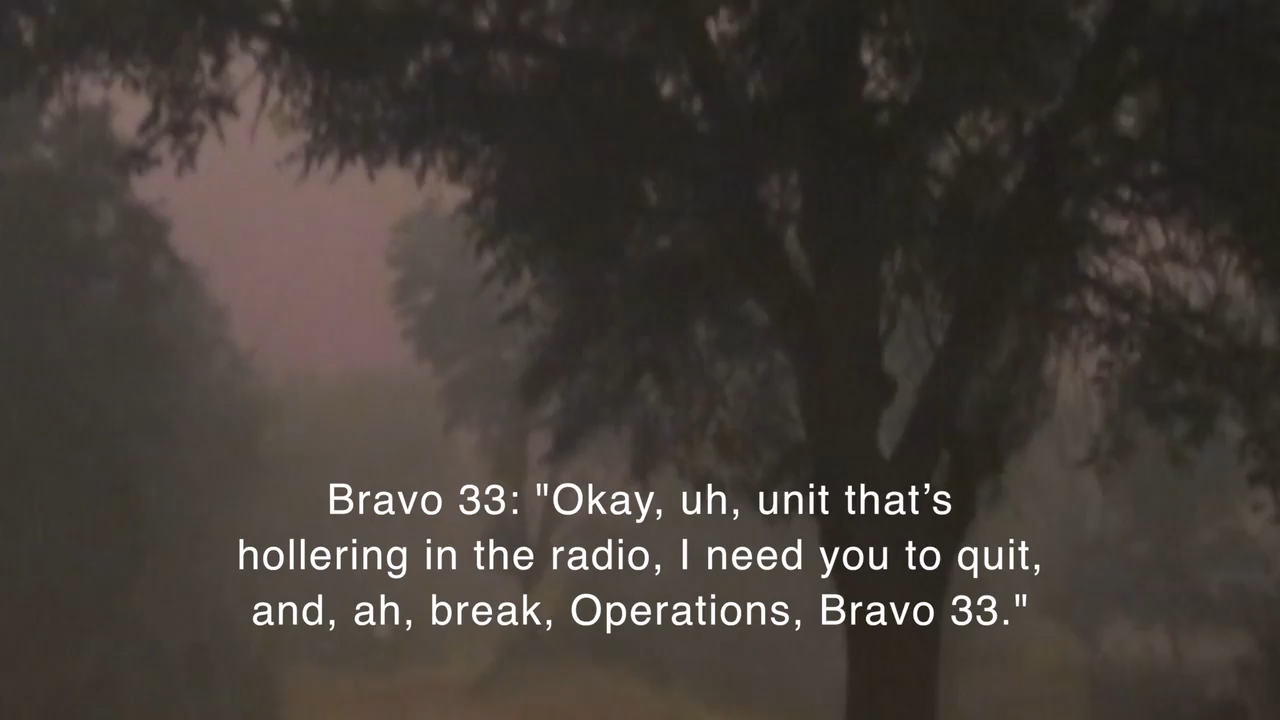 Bravo 33: "Okay, uh, unit that’s
hollering in the radio, I need you to quit,
and, ah, break, Operations, Bravo 33."